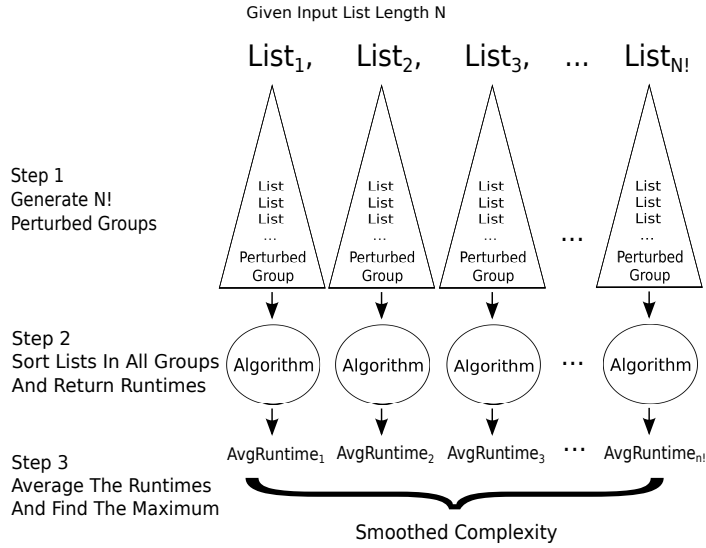 Given Input List Length N
List1, List2, List3, ... ListN!
Step 1
Generate N!
Perturbed Groups
List List List List
List List List List
List List List List
... ... ... ... ...
Perturbed Perturbed Perturbed Perturbed
Group Group Group Group
Step 2
Sort Lists In All Groups
And Return Runtimes
Algorithm Algorithm Algorithm ... Algorithm
Step 3
Average The Runtimes
And Find The Maximum
AvgRuntime1 AvgRuntime2 AvgRuntime3 ... AvgRuntimen!
Smoothed Complexity